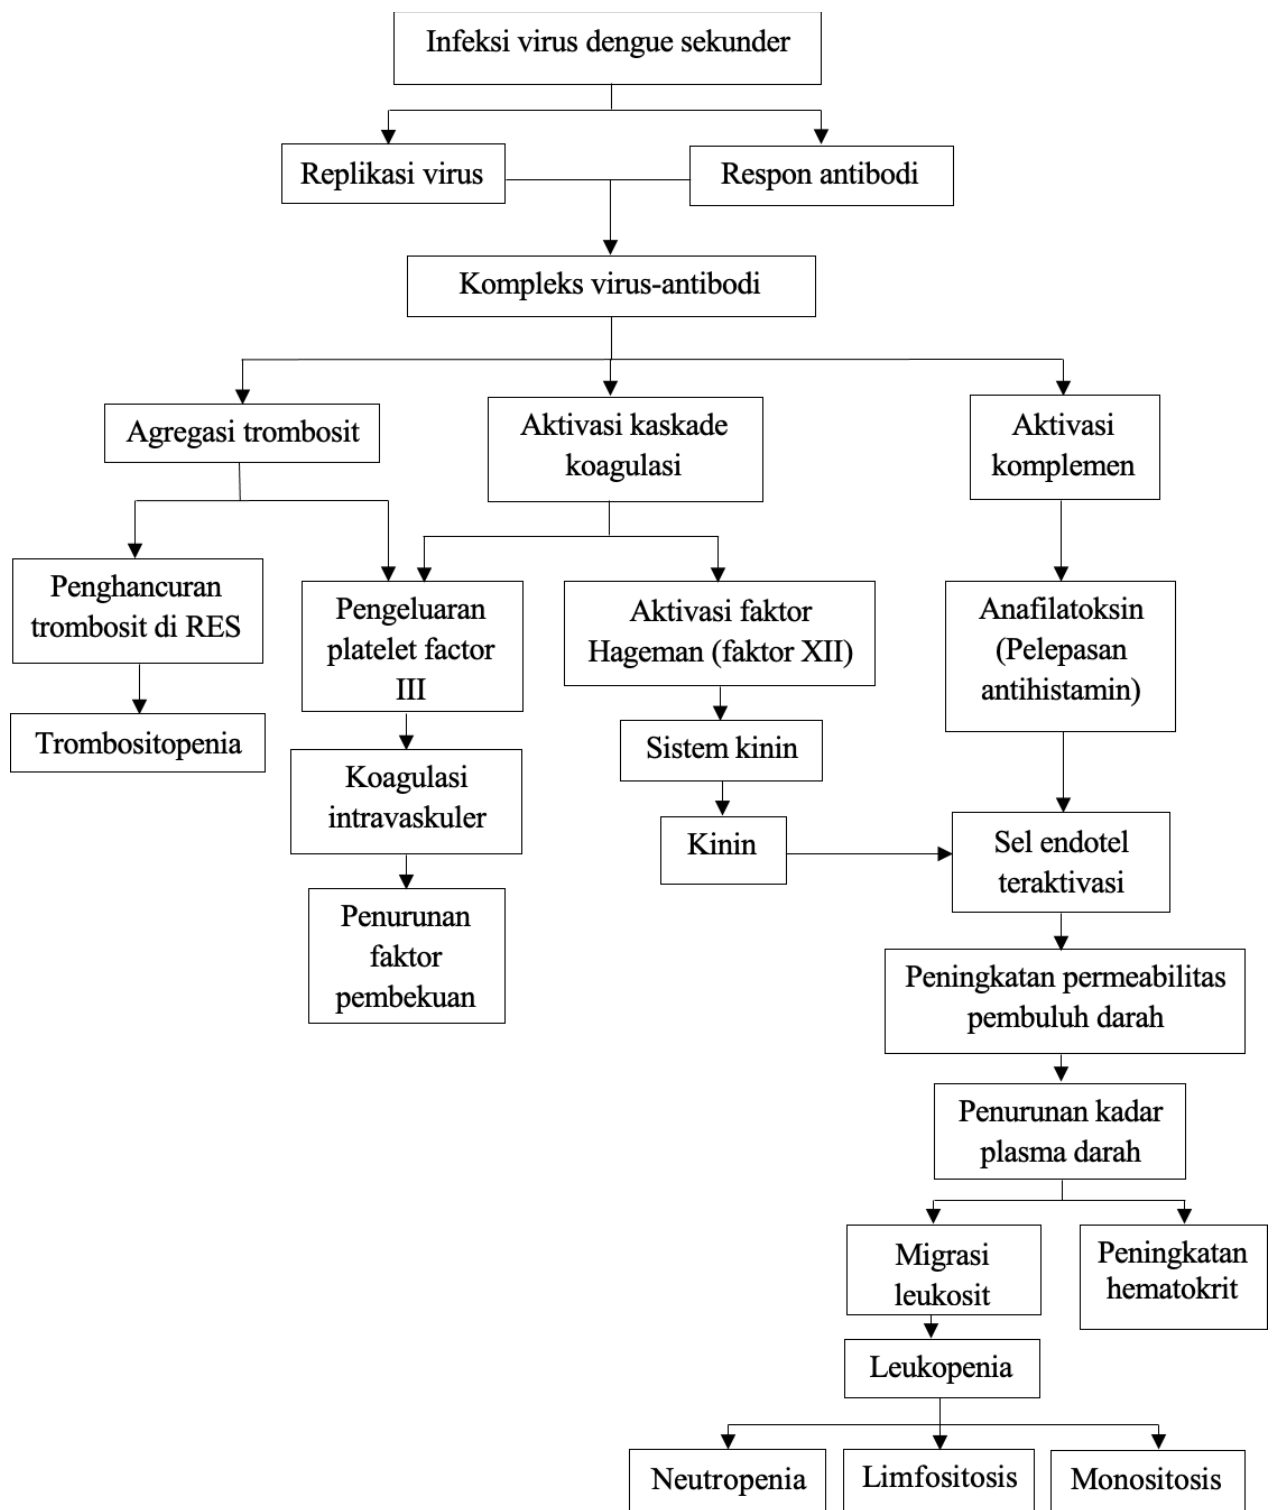 Infeksi virus dengue sekunder
Replikasi virus
Respon antibodi
Kompleks virus-antibodi
Agregasi trombosit
Aktivasi kaskade
koagulasi
Aktivasi
komplemen
Penghancuran
trombosit di RES
Pengeluaran
platelet factor
III
Aktivasi faktor
Hageman (faktor XII)
Anafilatoksin
(Pelepasan
antihistamin)
Trombositopenia
Koagulasi
intravaskuler
Sistem kinin
Kinin
Sel endotel
teraktivasi
Penurunan
faktor
pembekuan
Peningkatan permeabilitas
pembuluh darah
Penurunan kadar
plasma darah
Migrasi
leukosit
Peningkatan
hematokrit
Leukopenia
Neutropenia
Limfositosis
Monositosis